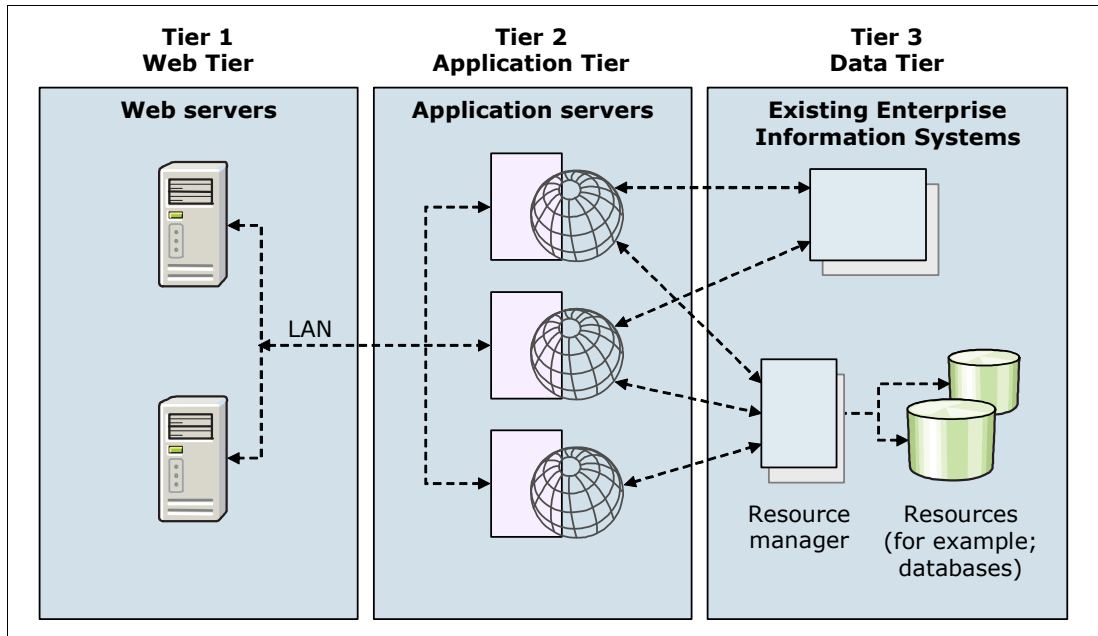 Tier 1
Web Tier
Tier 2
Application Tier
Tier 3
Data Tier
Web servers
Application servers
Existing Enterprise
Information Systems
LAN
Resource
manager
Resources
(for example;
databases)